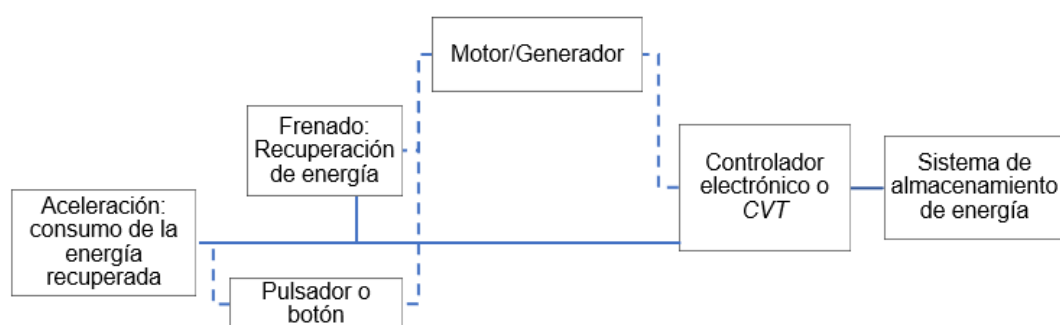 Motor/Generador
Frenado:
Recuperación
de energía
Controlador
electrónico o
CVT
Sistema de
almacenamiento
de energía
Aceleración:
consumo de la
energía
recuperada
Pulsador o
botón